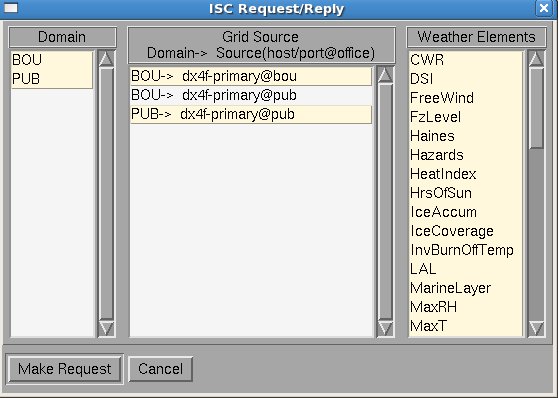 ISC Request/Reply
Domain
BOU
PUB
Grid Source
Domain-> Source(host/port@office)
BOU-> dx4f-primary@bou
BOU-> dx4f-primary@pub
PUB-> dx4f-primary@pub
Weather Elements
CWR
DSI
FreeWind
FzLevel
Haines
Hazards
HeatIndex
HrsOfSun
IceAccum
IceCoverage
InvBurnOffTemp
LAL
MarineLayer
MaxRH
MaxT
Make Request
Cancel